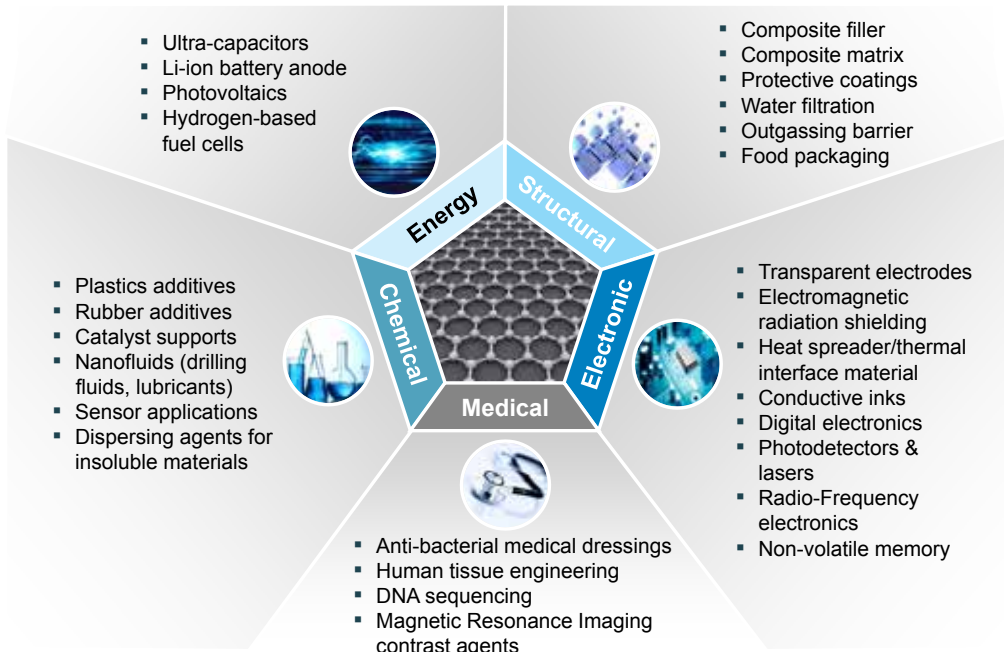 ▪ Ultra-capacitors
▪ Li-ion battery anode
▪ Photovoltaics
▪ Hydrogen-based
fuel cells
▪ Composite filler
▪ Composite matrix
▪ Protective coatings
▪ Water filtration
▪ Outgassing barrier
▪ Food packaging
Energy
Structural
Chemical
Electronic
Medical
▪ Plastics additives
▪ Rubber additives
▪ Catalyst supports
▪ Nanofluids (drilling
fluids, lubricants)
▪ Sensor applications
▪ Dispersing agents for
insoluble materials
▪ Transparent electrodes
▪ Electromagnetic
radiation shielding
▪ Heat spreader/thermal
interface material
▪ Conductive inks
▪ Digital electronics
▪ Photodetectors &
lasers
▪ Radio-Frequency
electronics
▪ Non-volatile memory
▪ Anti-bacterial medical dressings
▪ Human tissue engineering
▪ DNA sequencing
▪ Magnetic Resonance Imaging
contrast agents